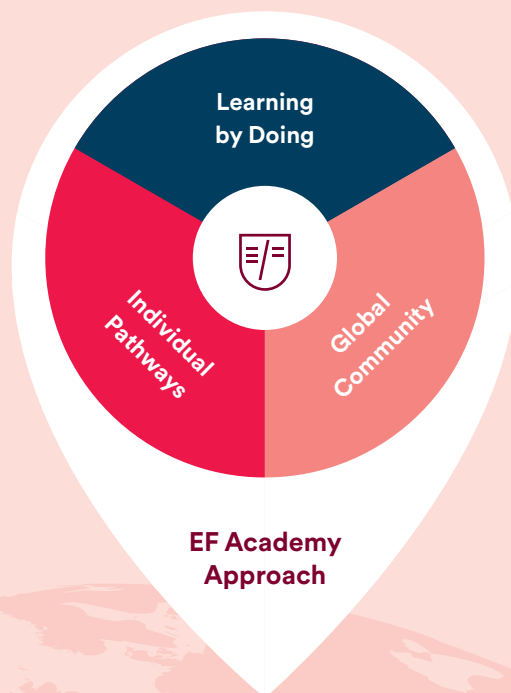 Learning
by Doing
Individual
Pathways
Global
Community
EF Academy
Approach